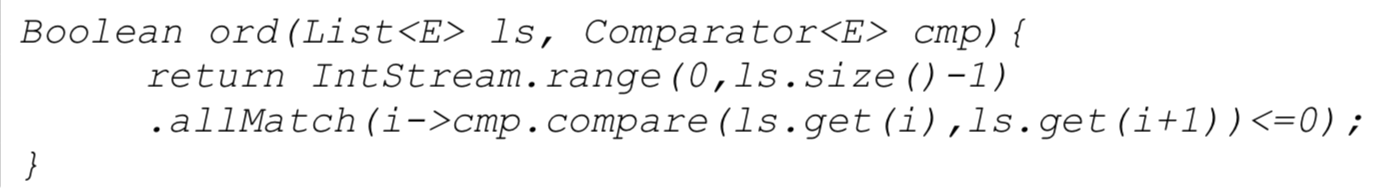 Boolean ord(List<E> ls, Comparator<E> cmp){
return IntStream.range(0,ls.size()-1)
.allMatch(i->cmp.compare(ls.get(i),ls.get(i+1))<=0);
}